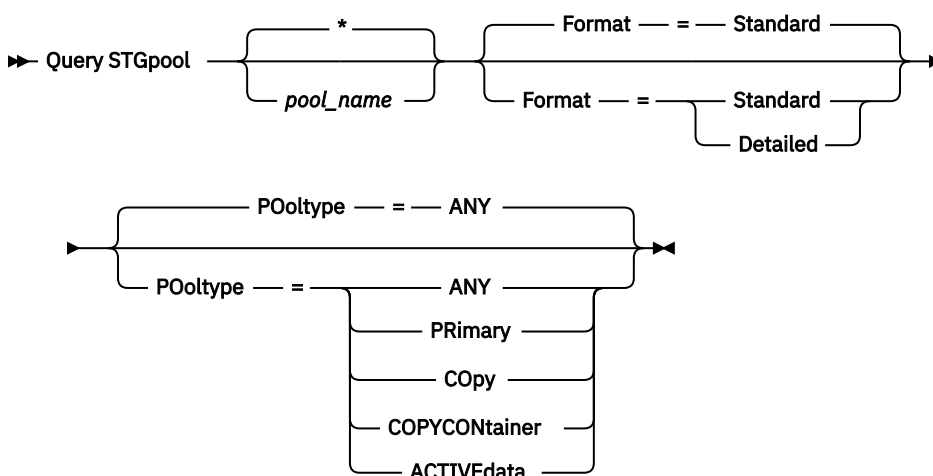 *
Query STGpool
pool_name
Format = Standard
Format = Standard
Detailed
POoltype = ANY
POoltype = ANY
PRimary
COpy
COPYCONtainer
ACTIVEdata